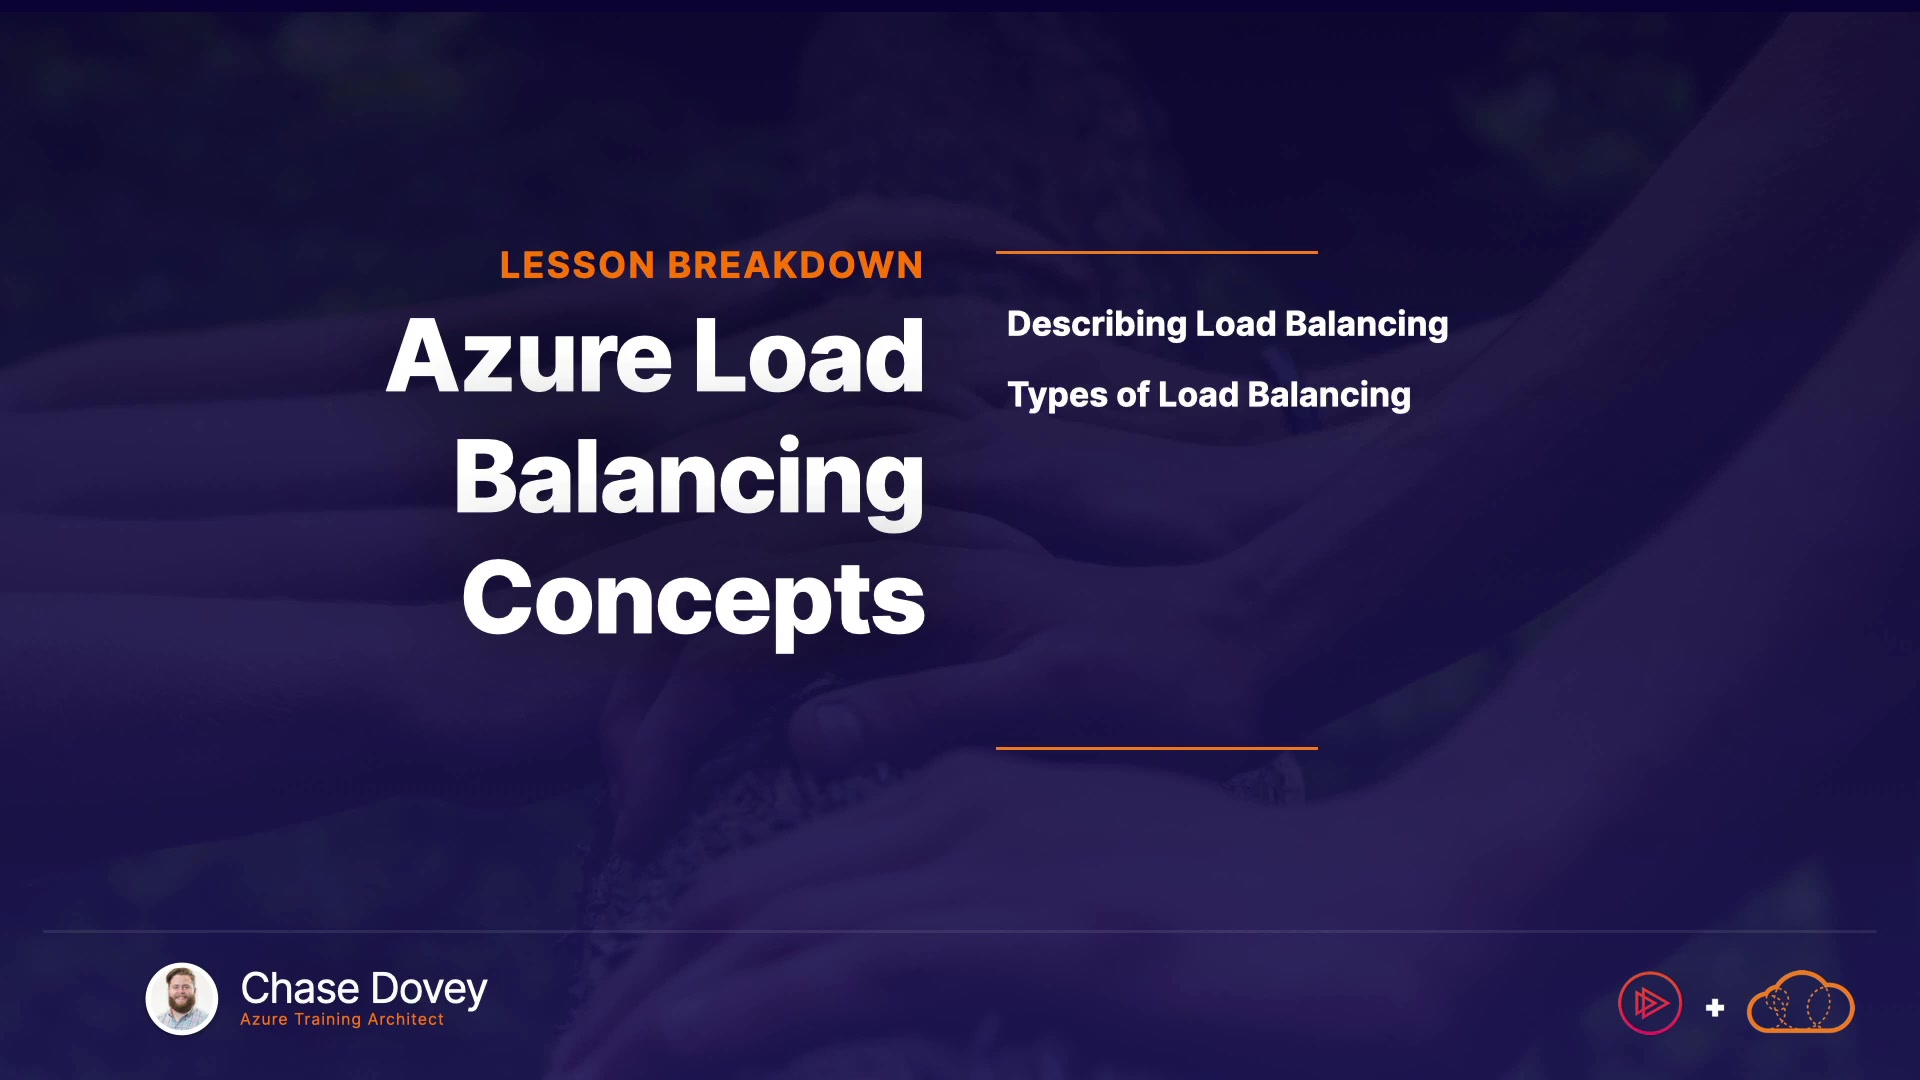 LESSON BREAKDOWN
Azure Load
Balancing
Concepts
Describing Load Balancing
Types of Load Balancing
Chase Dovey
Azure Training Architect